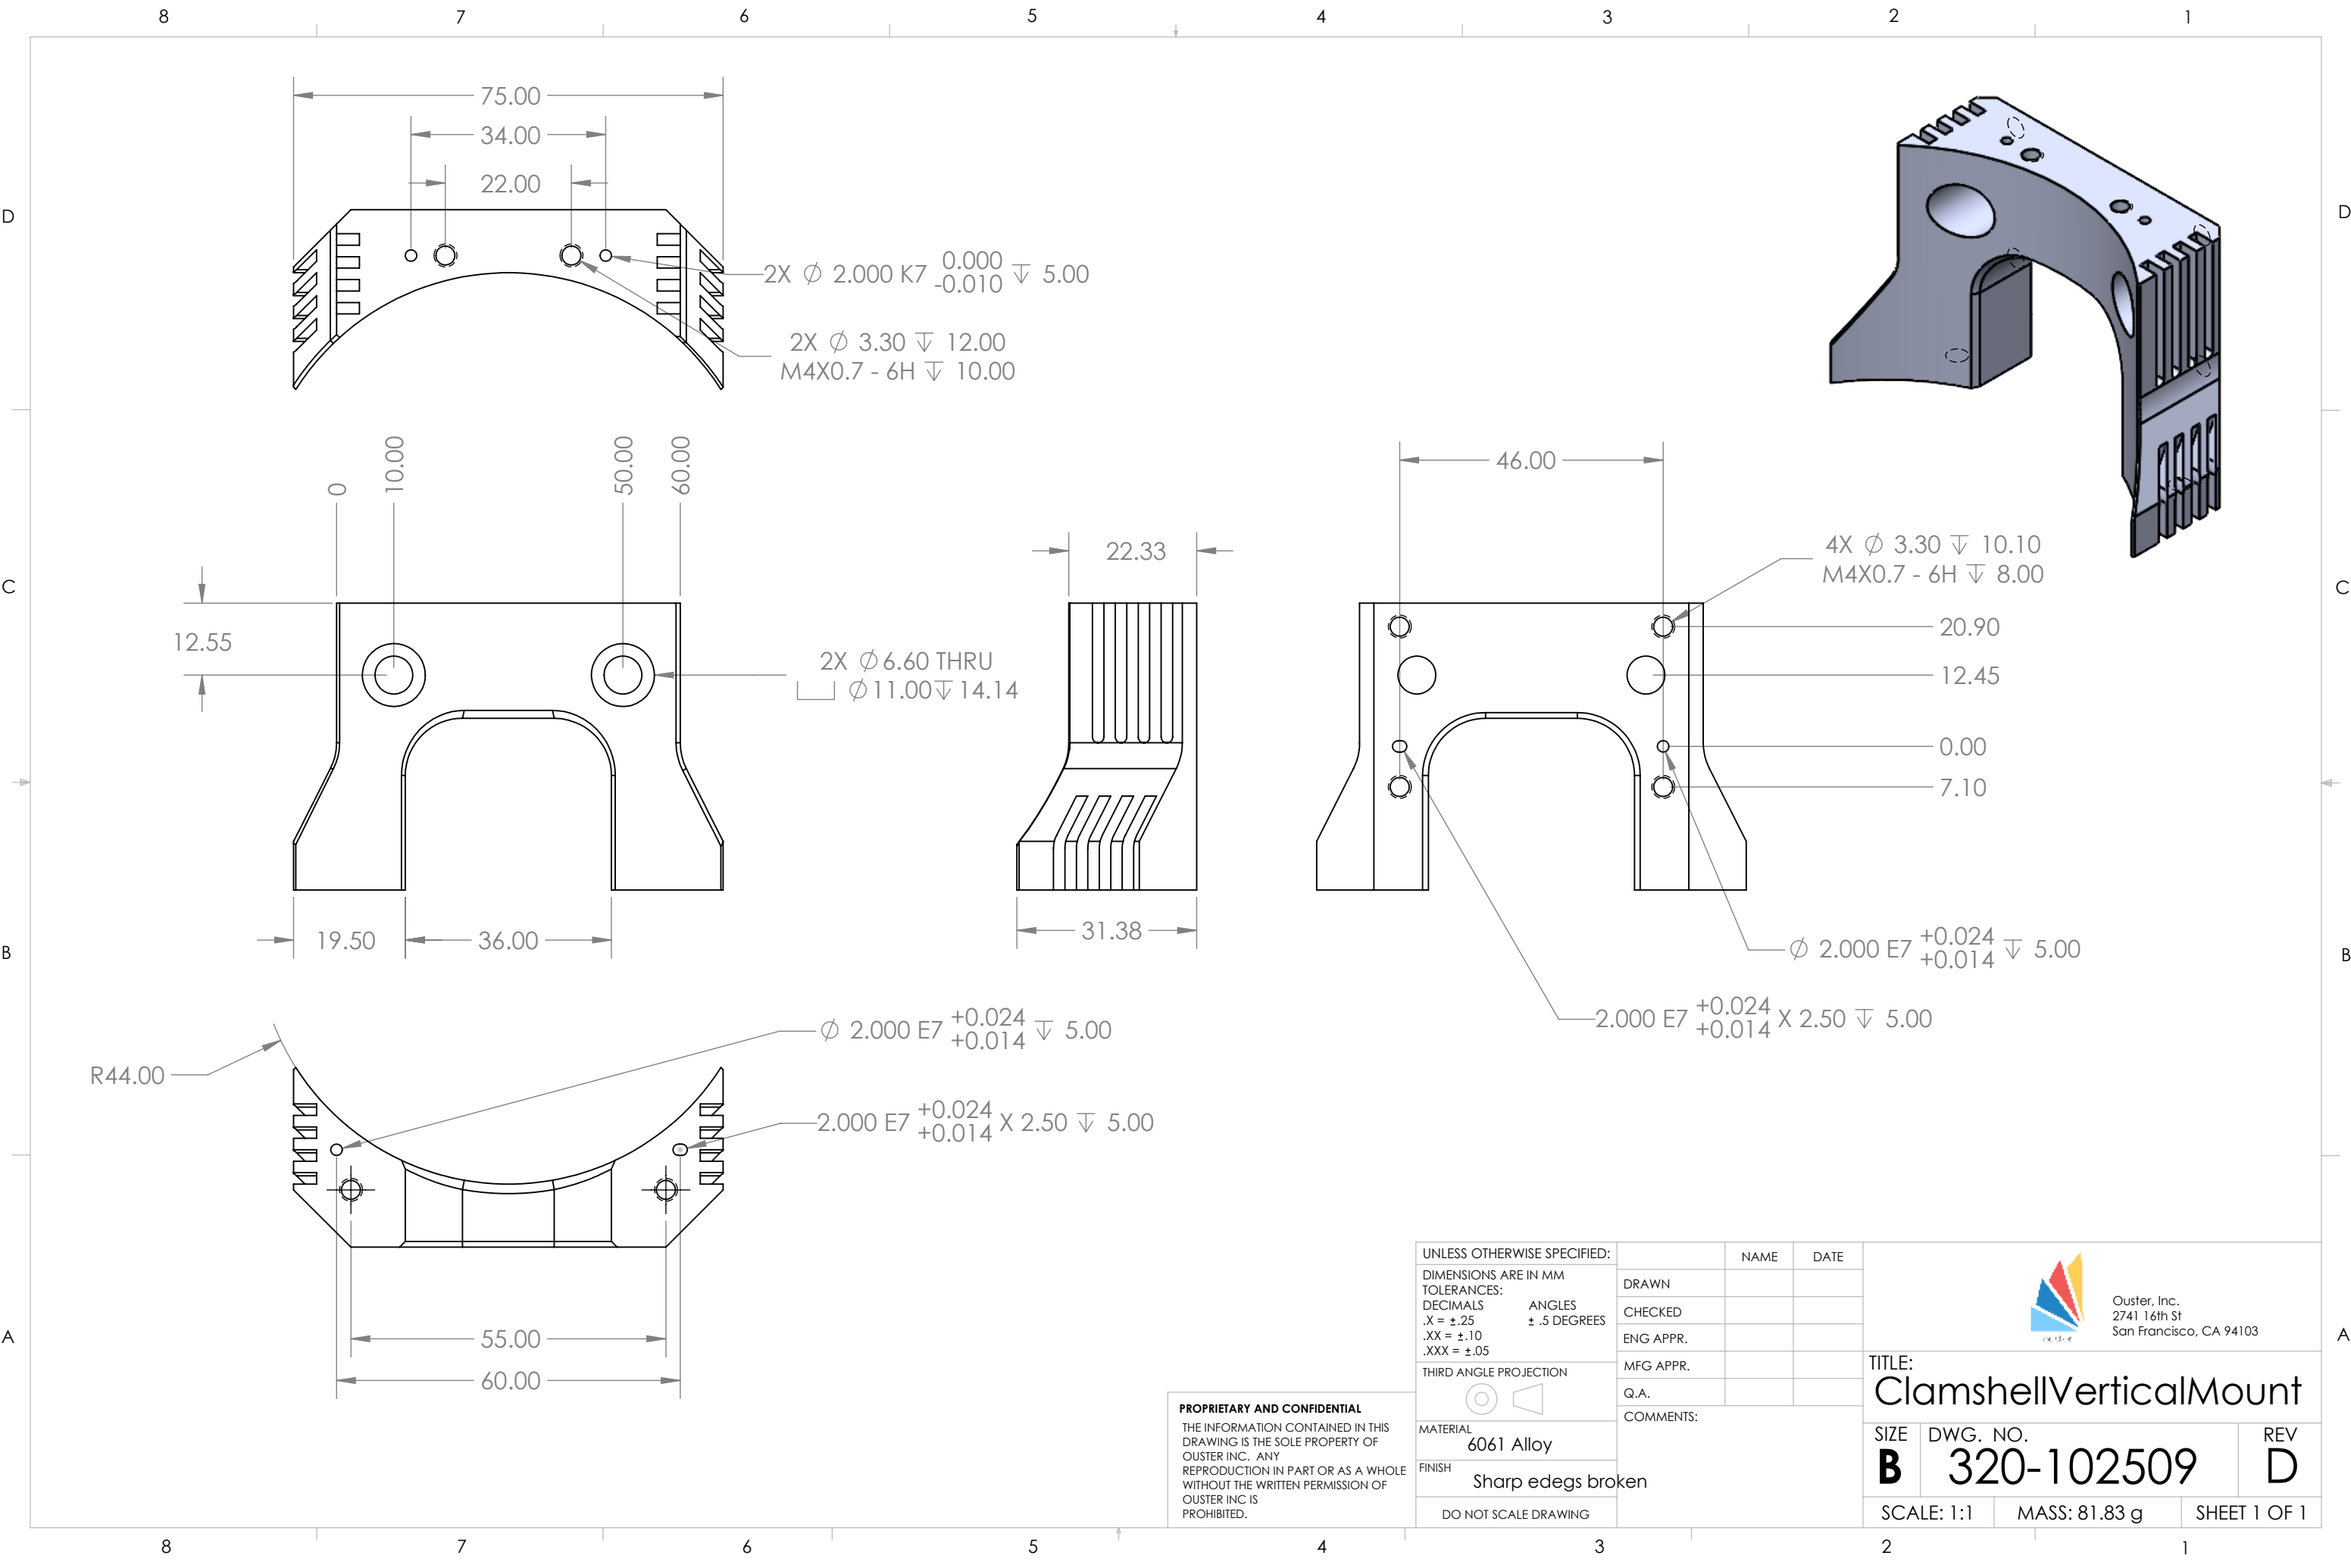 8 7 6 5 4 3 2 1
D
D
75.00
34.00
22.00
2X ∅ 2.000 K7 0.000 -0.010 ↧ 5.00
2X ∅ 3.30 ↧ 12.00
M4X0.7 - 6H ↧ 10.00
C
C
0
10.00
50.00
60.00
12.55
2X ∅6.60 THRU
⌴ ∅11.00↧14.14
22.33
31.38
46.00
4X ∅ 3.30 ↧ 10.10
M4X0.7 - 6H ↧ 8.00
20.90
12.45
0.00
7.10
B
B
19.50
36.00
∅ 2.000 E7 +0.024 +0.014 ↧ 5.00
2.000 E7 +0.024 +0.014 X 2.50 ↧ 5.00
R44.00
∅ 2.000 E7 +0.024 +0.014 ↧ 5.00
2.000 E7 +0.024 +0.014 X 2.50 ↧ 5.00
A
A
55.00
60.00
PROPRIETARY AND CONFIDENTIAL
THE INFORMATION CONTAINED IN THIS
DRAWING IS THE SOLE PROPERTY OF
OUSTER INC. ANY
REPRODUCTION IN PART OR AS A WHOLE
WITHOUT THE WRITTEN PERMISSION OF
OUSTER INC IS
PROHIBITED.
UNLESS OTHERWISE SPECIFIED:
DIMENSIONS ARE IN MM
TOLERANCES:
DECIMALS ANGLES
.X = ±.25 ± .5 DEGREES
.XX = ±.10
.XXX = ±.05
THIRD ANGLE PROJECTION
MATERIAL
6061 Alloy
FINISH
Sharp edegs broken
DO NOT SCALE DRAWING
NAME DATE
DRAWN
CHECKED
ENG APPR.
MFG APPR.
Q.A.
COMMENTS:
Ouster, Inc.
2741 16th St
San Francisco, CA 94103
TITLE:
ClamshellVerticalMount
SIZE DWG. NO. REV
B 320-102509 D
SCALE: 1:1 MASS: 81.83 g SHEET 1 OF 1
8 7 6 5 4 3 2 1